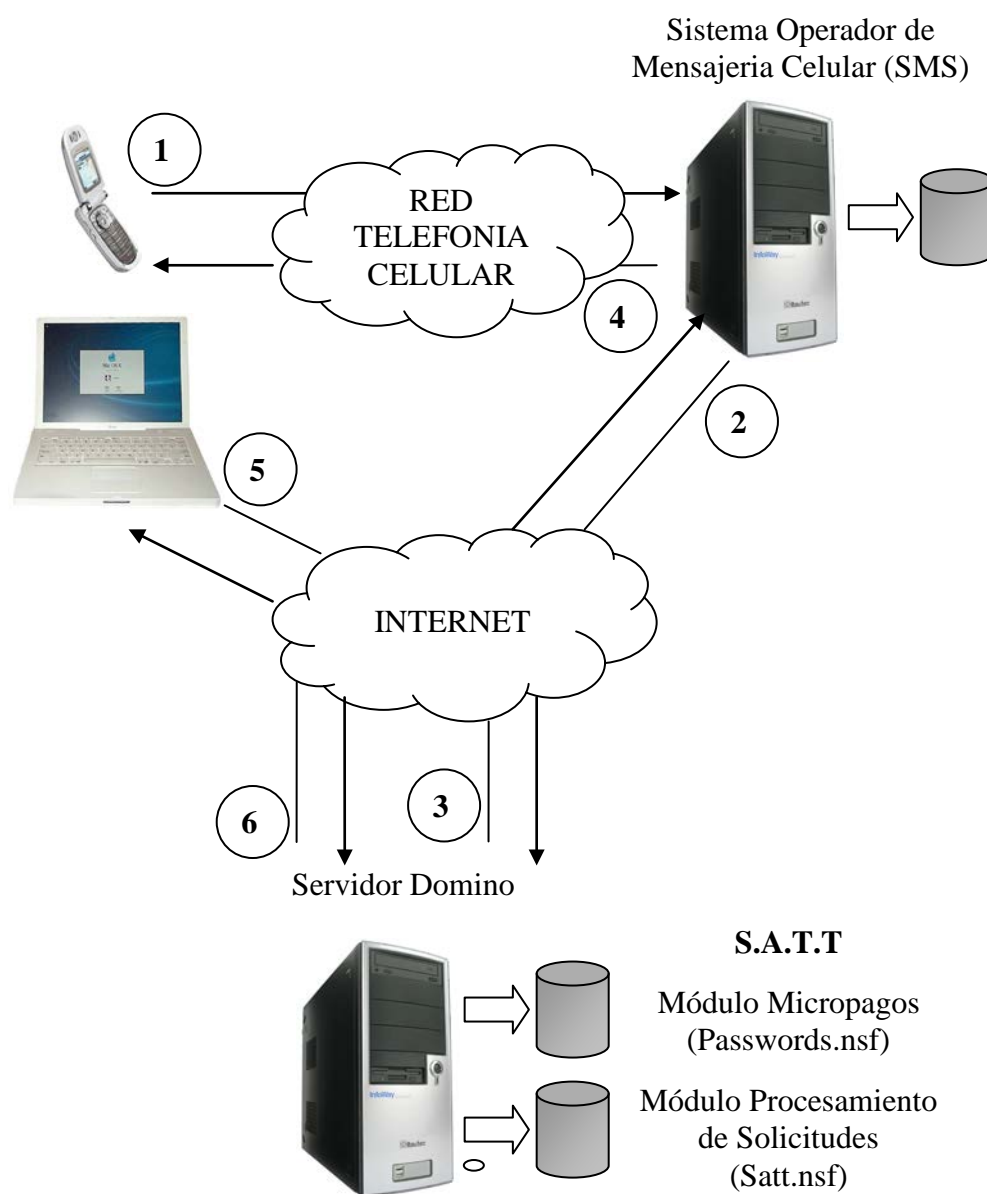 Sistema Operador de
Mensajeria Celular (SMS)
1
RED
TELEFONIA
CELULAR
4
2
5
INTERNET
6
3
Servidor Domino
S.A.T.T
Módulo Micropagos
(Passwords.nsf)
Módulo Procesamiento
de Solicitudes
(Satt.nsf)